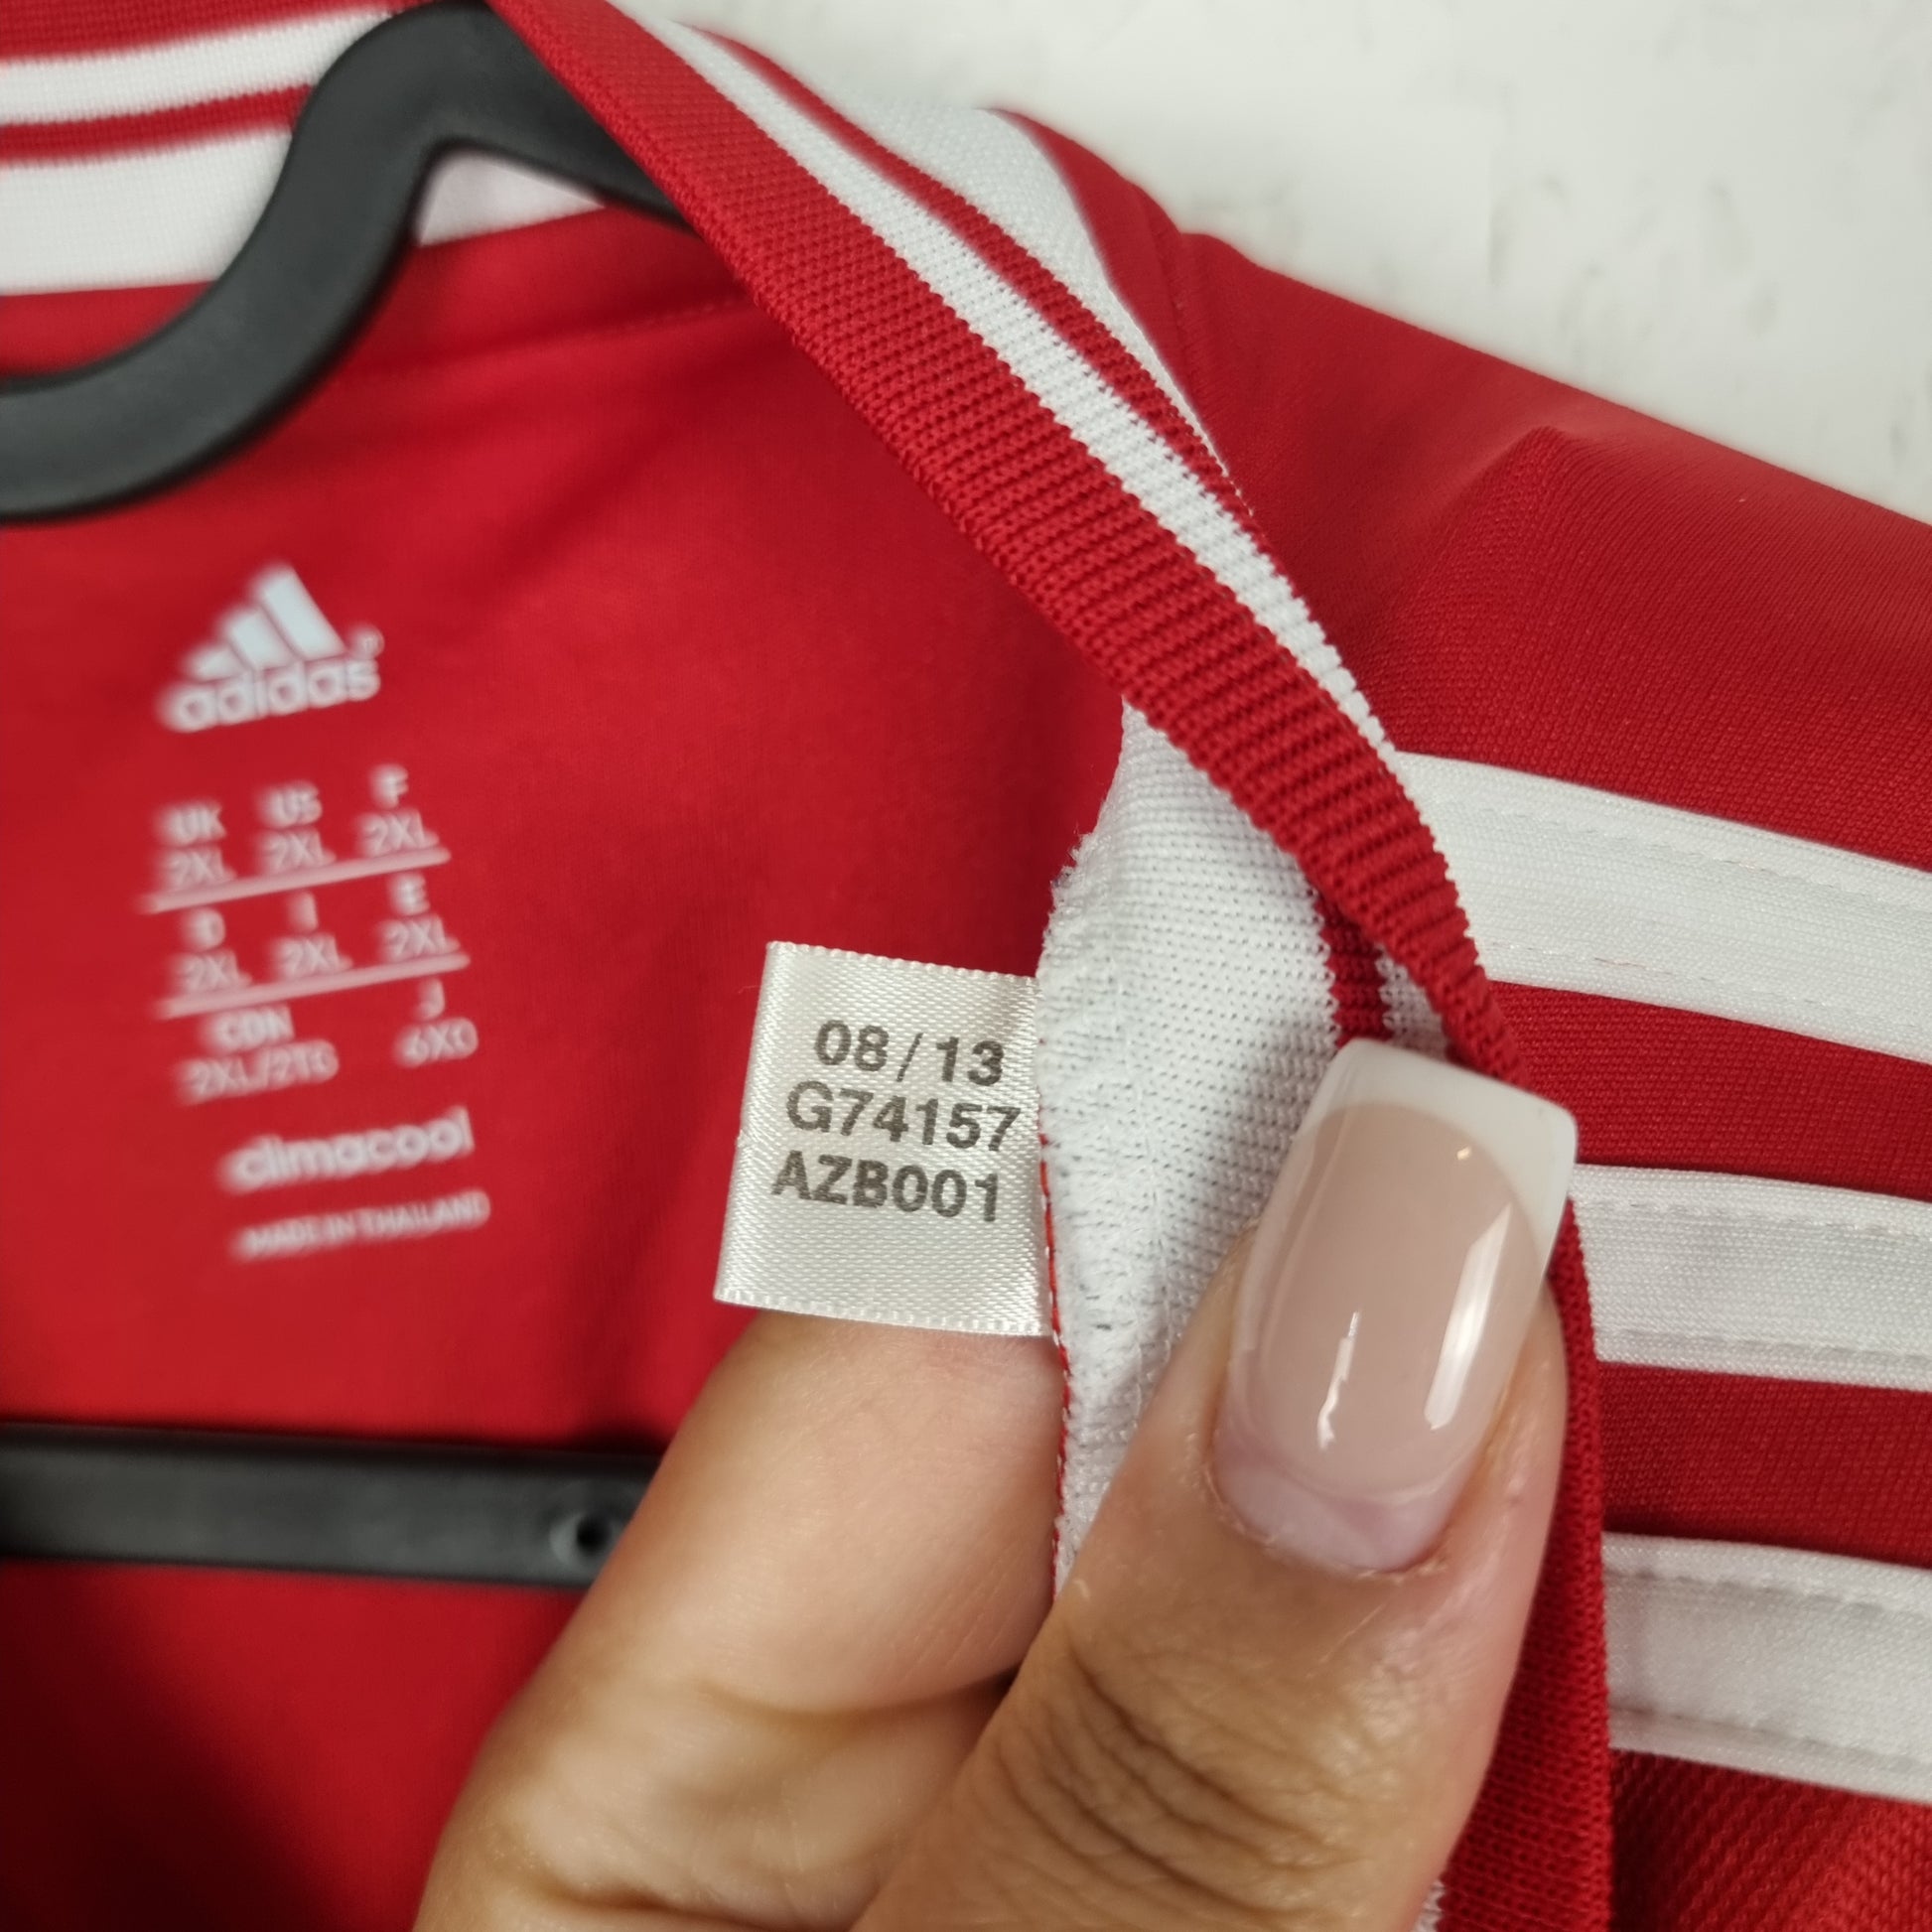 adidas
UK US F
2XL 2XL 2XL
D I E
2XL 2XL 2XL
CDN J
2XL/2TG 6XO
climacool
MADE IN THAILAND
08/13
G74157
AZB001